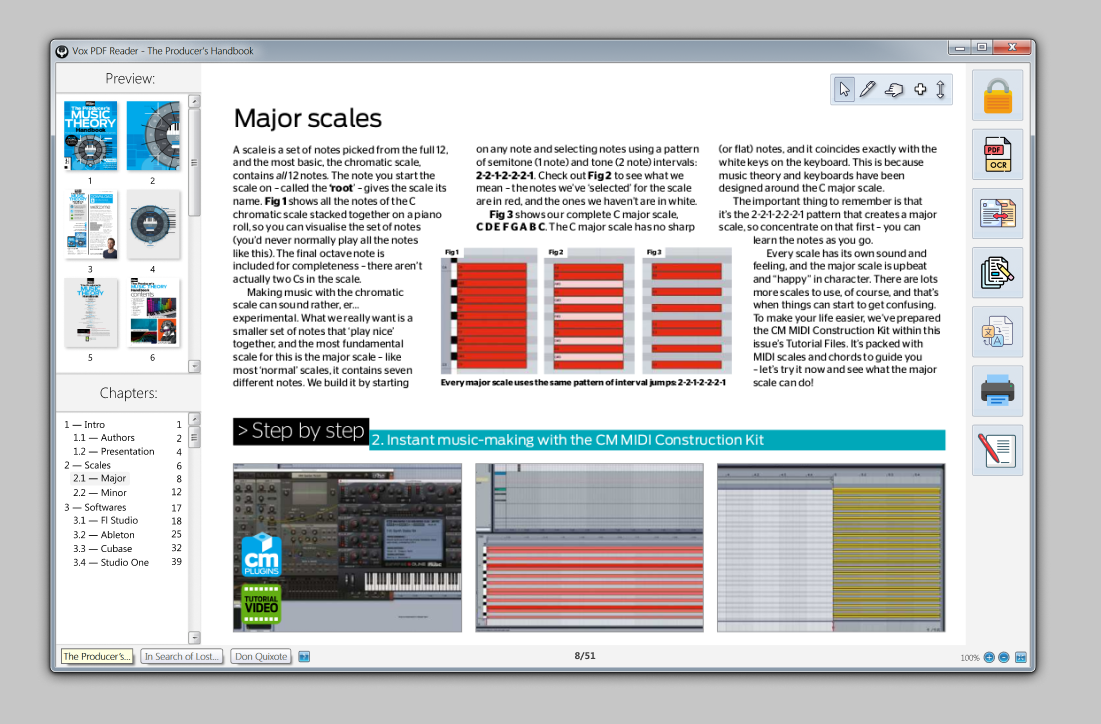 Vox PDF Reader - The Producer's Handbook
Preview:
The Producer's
MUSIC
THEORY
Handbook
1
2
3
4
5
6
Chapters:
1 — Intro 1
1.1 — Authors 2
1.2 — Presentation 4
2 — Scales 6
2.1 — Major 8
2.2 — Minor 12
3 — Softwares 17
3.1 — Fl Studio 18
3.2 — Ableton 25
3.3 — Cubase 32
3.4 — Studio One 39
Major scales
A scale is a set of notes picked from the full 12,
and the most basic, the chromatic scale,
contains all 12 notes. The note you start the
scale on – called the 'root' – gives the scale its
name. Fig 1 shows all the notes of the C
chromatic scale stacked together on a piano
roll, so you can visualise the set of notes
(you'd never normally play all the notes
like this). The final octave note is
included for completeness – there aren't
actually two Cs in the scale.
Making music with the chromatic
scale can sound rather, er...
experimental. What we really want is a
smaller set of notes that 'play nice'
together, and the most fundamental
scale for this is the major scale – like
most 'normal' scales, it contains seven
different notes. We build it by starting
on any note and selecting notes using a pattern
of semitone (1 note) and tone (2 note) intervals:
2-2-1-2-2-2-1. Check out Fig 2 to see what we
mean – the notes we've 'selected' for the scale
are in red, and the ones we haven't are in white.
Fig 3 shows our complete C major scale,
C D E F G A B C. The C major scale has no sharp
Fig 1
Fig 2
Fig 3
Every major scale uses the same pattern of interval jumps: 2-2-1-2-2-2-1
(or flat) notes, and it coincides exactly with the
white keys on the keyboard. This is because
music theory and keyboards have been
designed around the C major scale.
The important thing to remember is that
it's the 2-2-1-2-2-2-1 pattern that creates a major
scale, so concentrate on that first – you can
learn the notes as you go.
Every scale has its own sound and
feeling, and the major scale is upbeat
and "happy" in character. There are lots
more scales to use, of course, and that's
when things can start to get confusing.
To make your life easier, we've prepared
the CM MIDI Construction Kit within this
issue's Tutorial Files. It's packed with
MIDI scales and chords to guide you
– let's try it now and see what the major
scale can do!
> Step by step
2. Instant music-making with the CM MIDI Construction Kit
cm
PLUGINS
TUTORIAL
VIDEO
PDF
OCR
The Producer's...
In Search of Lost...
Don Quixote
8/51
100%